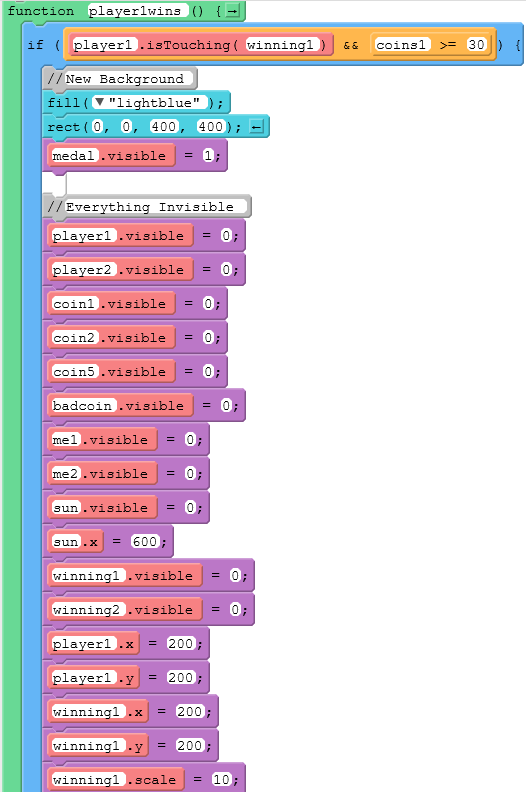 function player1wins () { →
if ( player1.isTouching( winning1 ) && coins1 >= 30 ) {
//New Background
fill( ▼ "lightblue" );
rect( 0, 0, 400, 400 ); ←
medal.visible = 1;
//Everything Invisible
player1.visible = 0;
player2.visible = 0;
coin1.visible = 0;
coin2.visible = 0;
coin5.visible = 0;
badcoin.visible = 0;
me1.visible = 0;
me2.visible = 0;
sun.visible = 0;
sun.x = 600;
winning1.visible = 0;
winning2.visible = 0;
player1.x = 200;
player1.y = 200;
winning1.x = 200;
winning1.y = 200;
winning1.scale = 10;